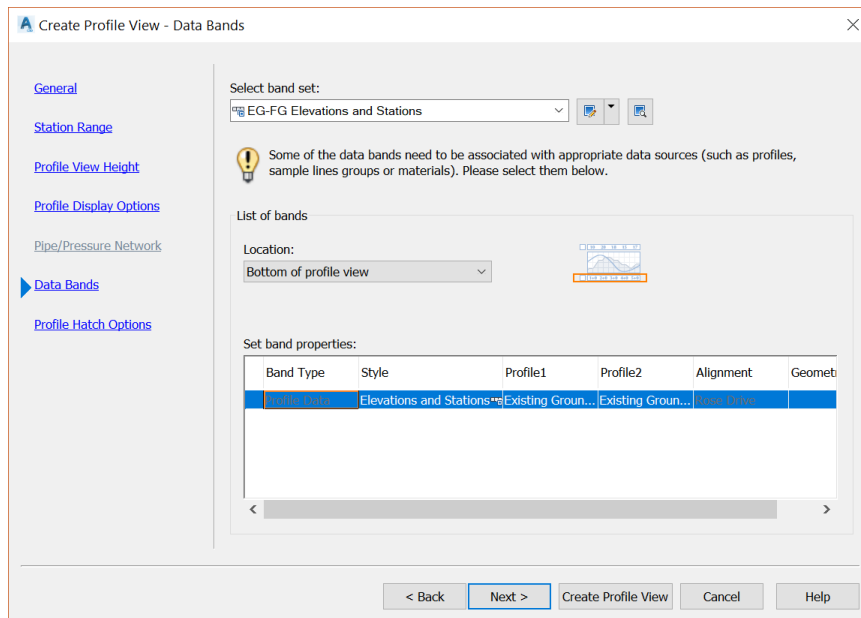 Create Profile View - Data Bands
General
Station Range
Profile View Height
Profile Display Options
Pipe/Pressure Network
Data Bands
Profile Hatch Options
Select band set:
EG-FG Elevations and Stations
Some of the data bands need to be associated with appropriate data sources (such as profiles,
sample lines groups or materials). Please select them below.
List of bands
Location:
Bottom of profile view
Set band properties:
Band Type Style Profile1 Profile2 Alignment Geomet
Profile Data Elevations and Stations Existing Groun... Existing Groun... Rose Drive
< Back Next > Create Profile View Cancel Help